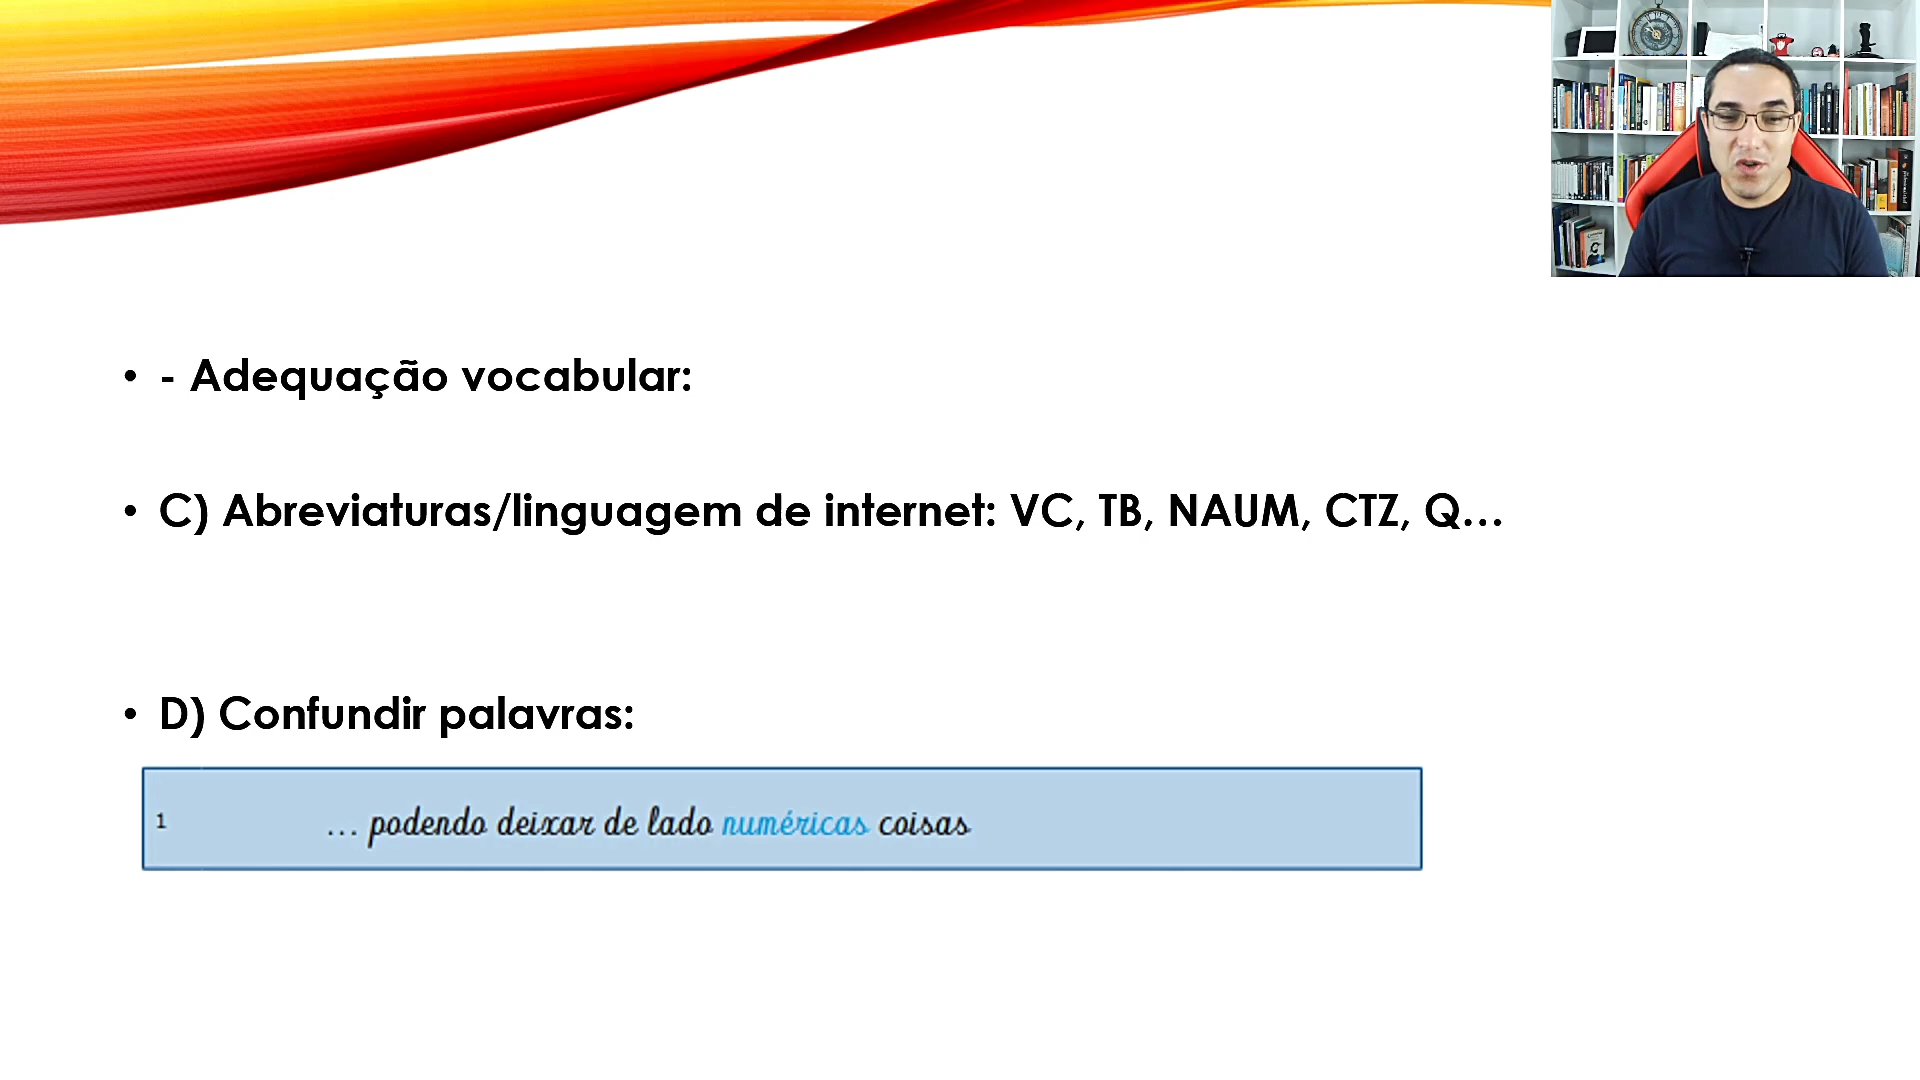 • - Adequação vocabular:
• C) Abreviaturas/linguagem de internet: VC, TB, NAUM, CTZ, Q...
• D) Confundir palavras:
1 ... podendo deixar de lado numéricas coisas